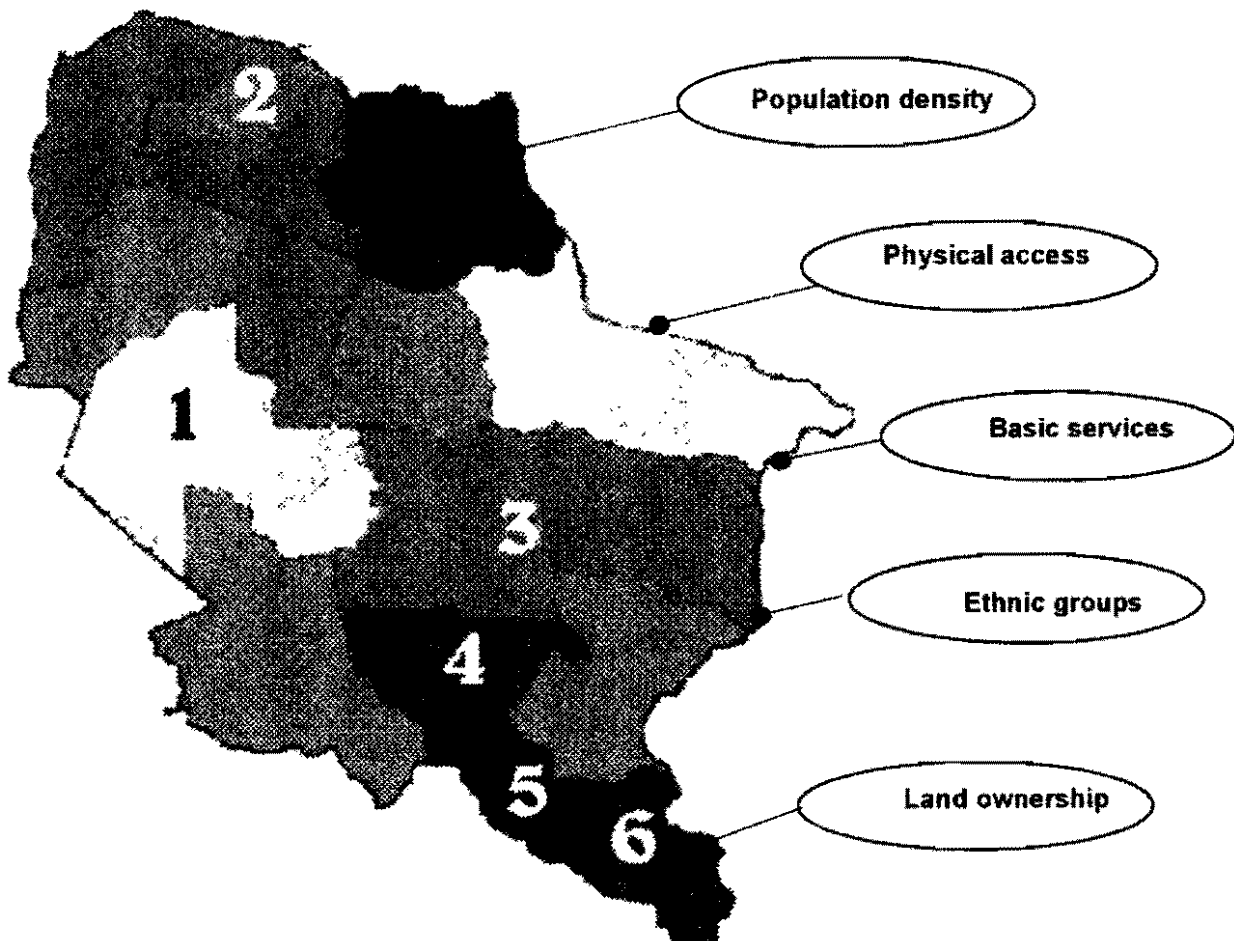 2
Population density
Physical access
1
Basic services
3
Ethnic groups
4
5
Land ownership
6